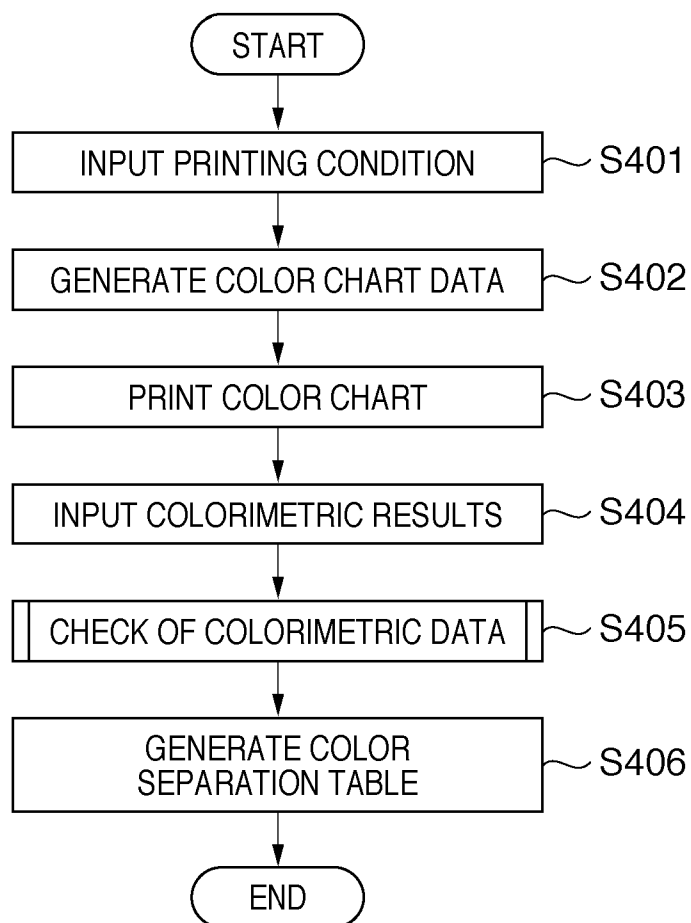 START
INPUT PRINTING CONDITION
S401
GENERATE COLOR CHART DATA
S402
PRINT COLOR CHART
S403
INPUT COLORIMETRIC RESULTS
S404
CHECK OF COLORIMETRIC DATA
S405
GENERATE COLOR
SEPARATION TABLE
S406
END